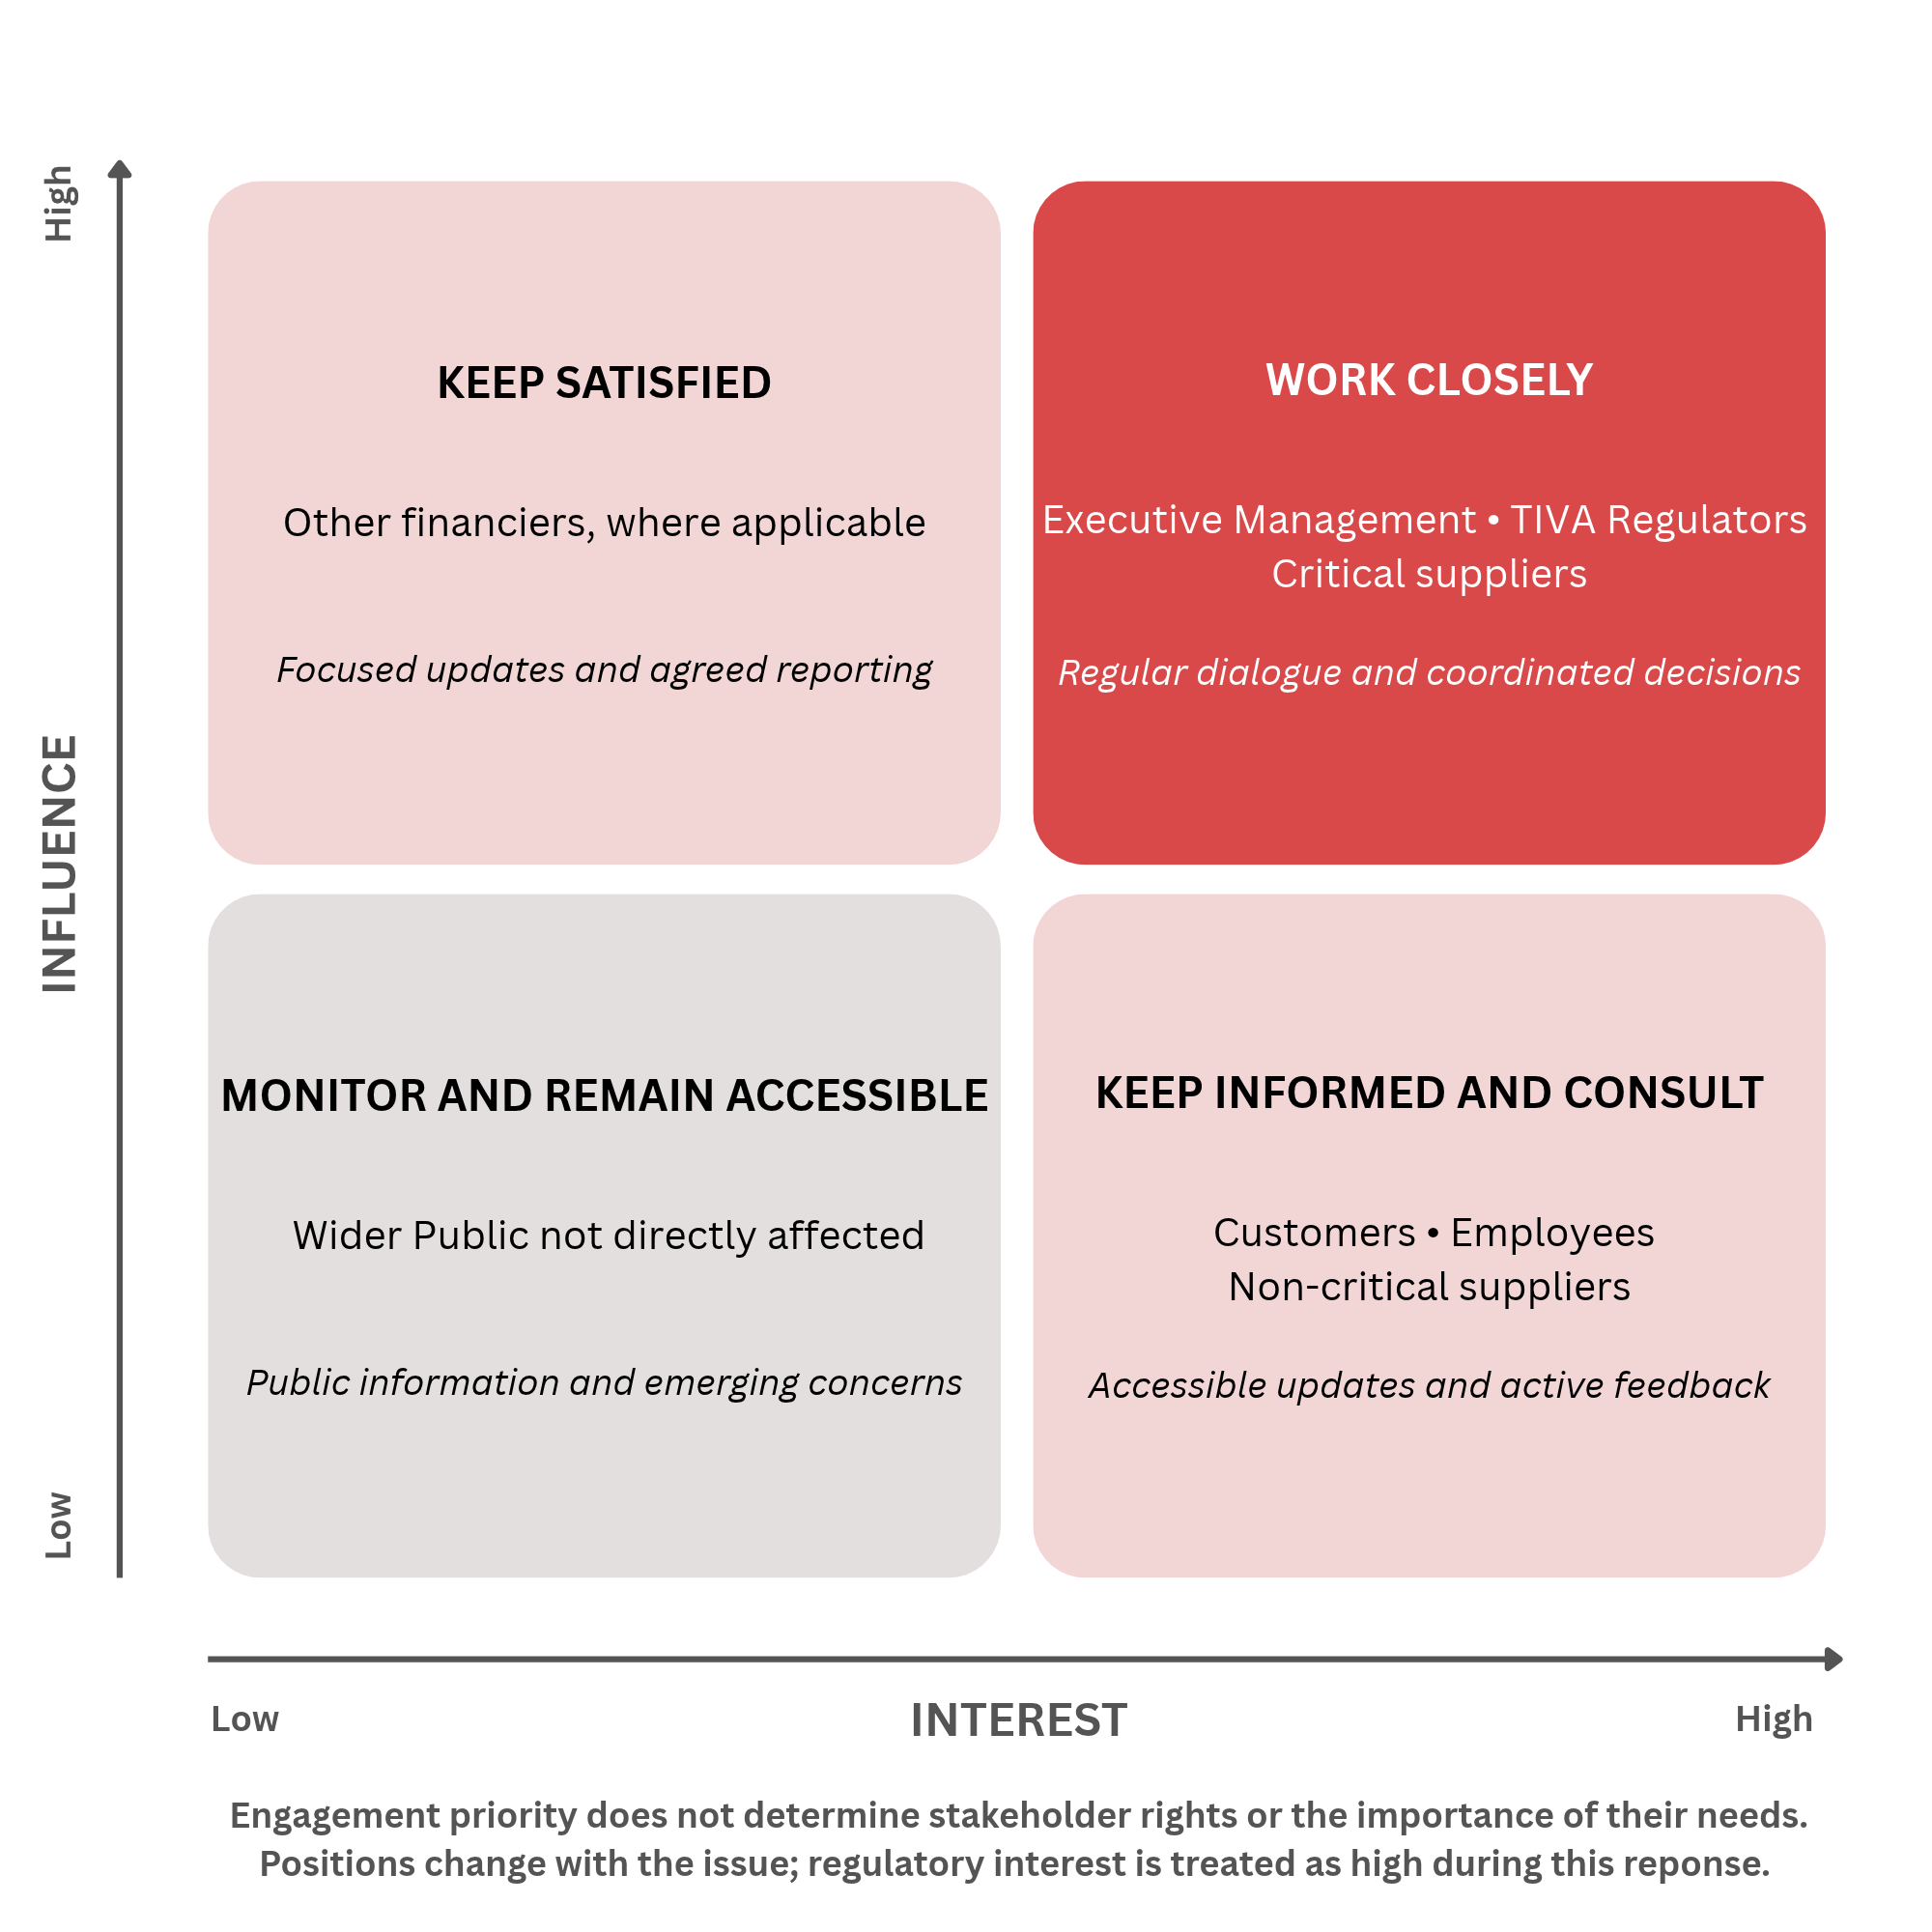 High
KEEP SATISFIED
Other financiers, where applicable
Focused updates and agreed reporting
WORK CLOSELY
Executive Management • TIVA Regulators
Critical suppliers
Regular dialogue and coordinated decisions
INFLUENCE
MONITOR AND REMAIN ACCESSIBLE
Wider Public not directly affected
Public information and emerging concerns
KEEP INFORMED AND CONSULT
Customers • Employees
Non-critical suppliers
Accessible updates and active feedback
Low
Low
INTEREST
High
Engagement priority does not determine stakeholder rights or the importance of their needs.
Positions change with the issue; regulatory interest is treated as high during this reponse.